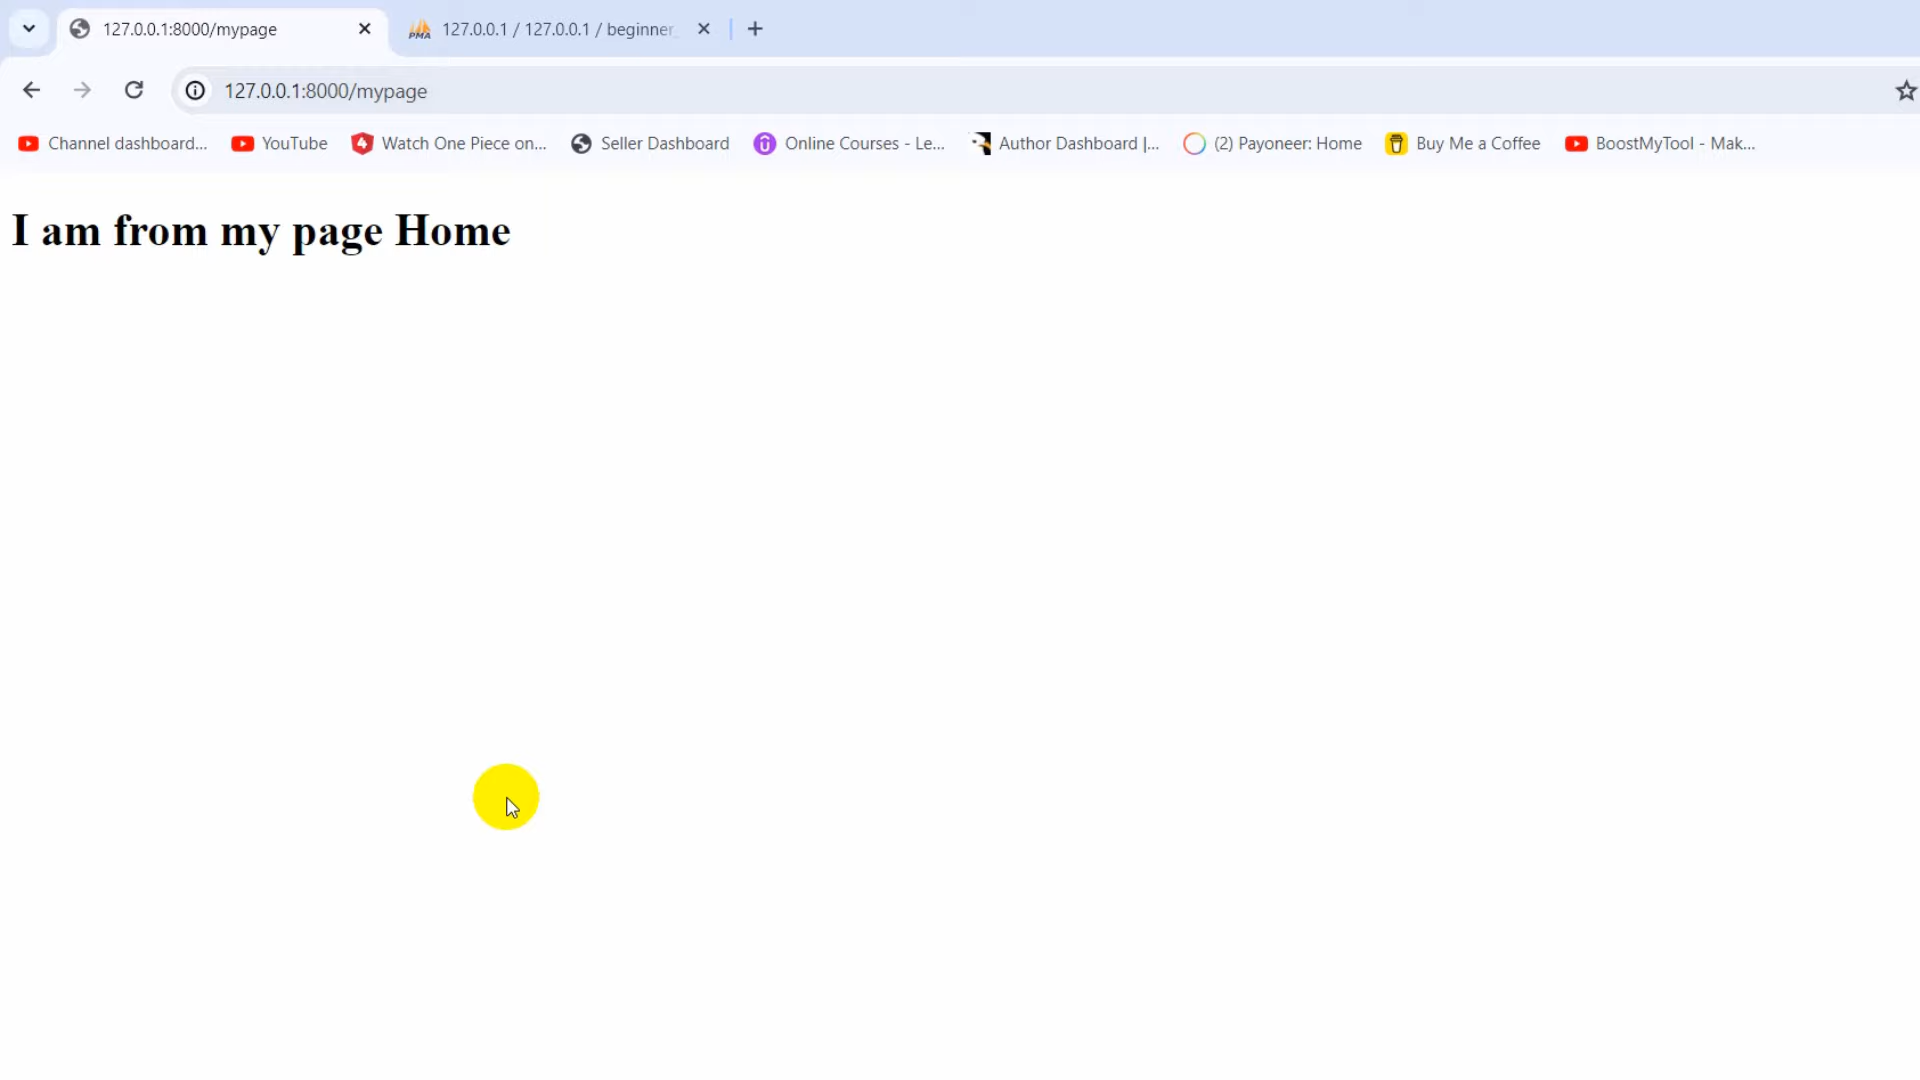 127.0.0.1:8000/mypage
PMA 127.0.0.1 / 127.0.0.1 / beginner_
127.0.0.1:8000/mypage
Channel dashboard... YouTube Watch One Piece on... Seller Dashboard Online Courses - Le... Author Dashboard |... (2) Payoneer: Home Buy Me a Coffee BoostMyTool - Mak...
I am from my page Home